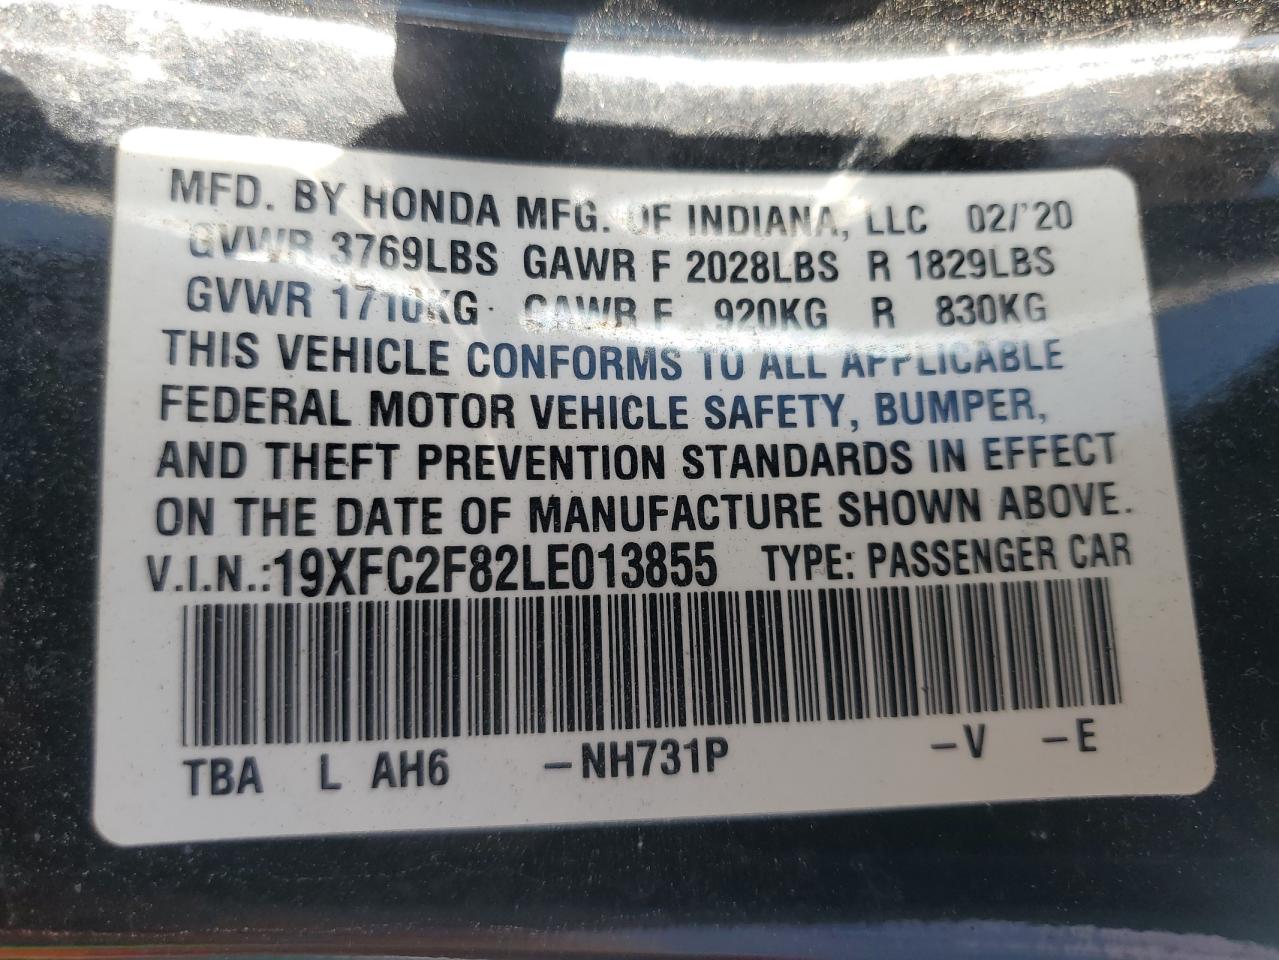 MFD. BY HONDA MFG. OF INDIANA, LLC 02/'20
GVWR 3769LBS GAWR F 2028LBS R 1829LBS
GVWR 1710KG GAWR F 920KG R 830KG
THIS VEHICLE CONFORMS TO ALL APPLICABLE
FEDERAL MOTOR VEHICLE SAFETY, BUMPER,
AND THEFT PREVENTION STANDARDS IN EFFECT
ON THE DATE OF MANUFACTURE SHOWN ABOVE.
V.I.N.:19XFC2F82LE013855 TYPE: PASSENGER CAR
TBA L AH6 -NH731P -V -E